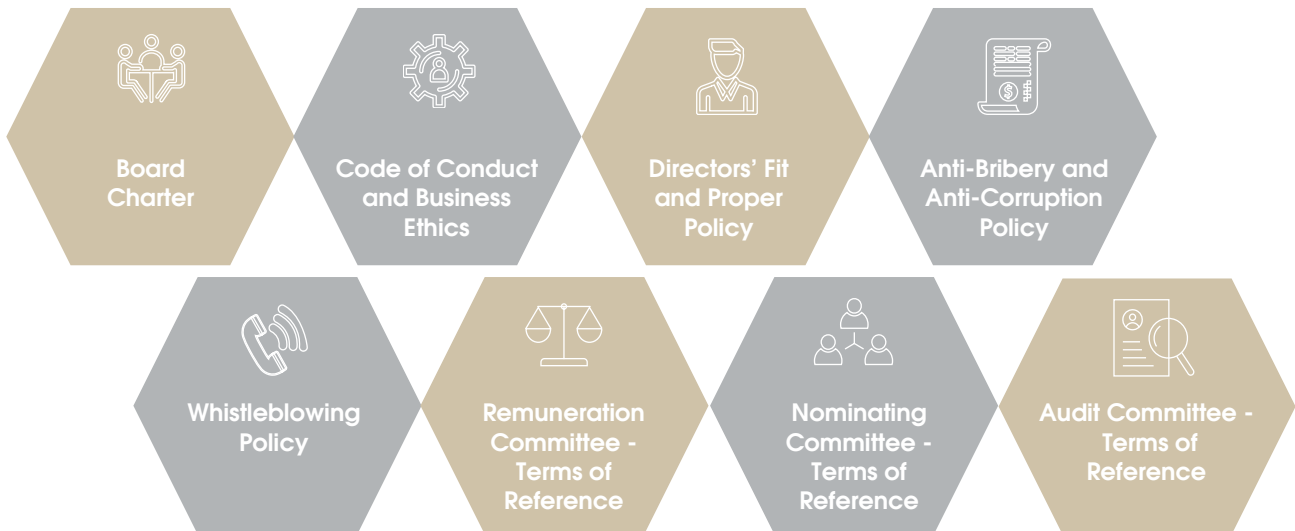 Board
Charter
Code of Conduct
and Business
Ethics
Directors’ Fit
and Proper
Policy
Anti-Bribery and
Anti-Corruption
Policy
Whistleblowing
Policy
Remuneration
Committee -
Terms of
Reference
Nominating
Committee -
Terms of
Reference
Audit Committee -
Terms of
Reference